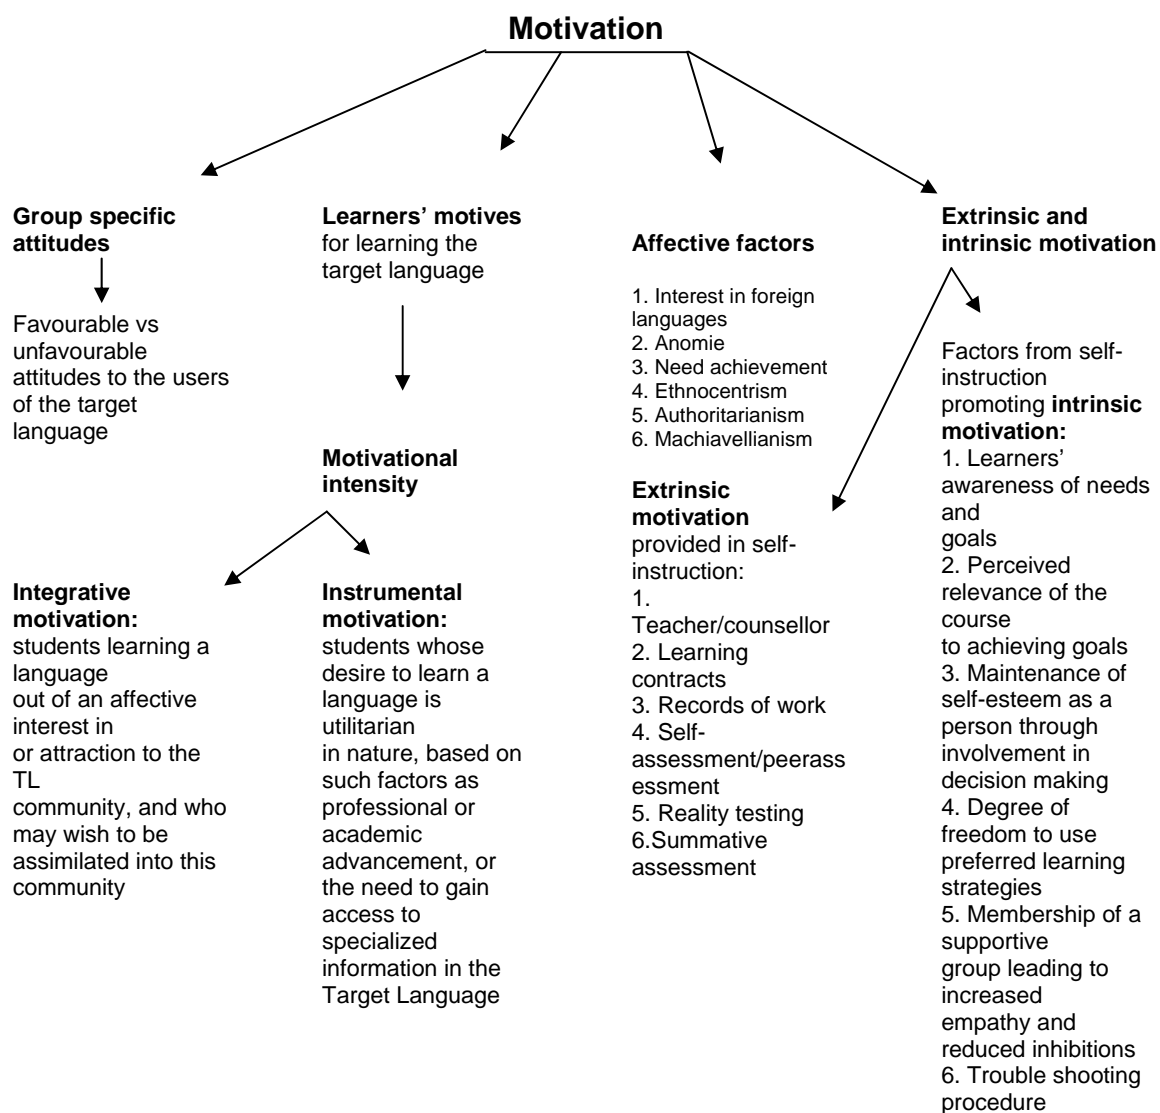 Motivation
Group specific
attitudes
Favourable vs
unfavourable
attitudes to the users
of the target
language
Learners’ motives
for learning the
target language
Motivational
intensity
Integrative
motivation:
students learning a
language
out of an affective
interest in
or attraction to the
TL
community, and who
may wish to be
assimilated into this
community
Instrumental
motivation:
students whose
desire to learn a
language is
utilitarian
in nature, based on
such factors as
professional or
academic
advancement, or
the need to gain
access to
specialized
information in the
Target Language
Affective factors
1. Interest in foreign
languages
2. Anomie
3. Need achievement
4. Ethnocentrism
5. Authoritarianism
6. Machiavellianism
Extrinsic
motivation
provided in self-
instruction:
1.
Teacher/counsellor
2. Learning
contracts
3. Records of work
4. Self-
assessment/peerass
essment
5. Reality testing
6.Summative
assessment
Extrinsic and
intrinsic motivation
Factors from self-
instruction
promoting intrinsic
motivation:
1. Learners’
awareness of needs
and
goals
2. Perceived
relevance of the
course
to achieving goals
3. Maintenance of
self-esteem as a
person through
involvement in
decision making
4. Degree of
freedom to use
preferred learning
strategies
5. Membership of a
supportive
group leading to
increased
empathy and
reduced inhibitions
6. Trouble shooting
procedure